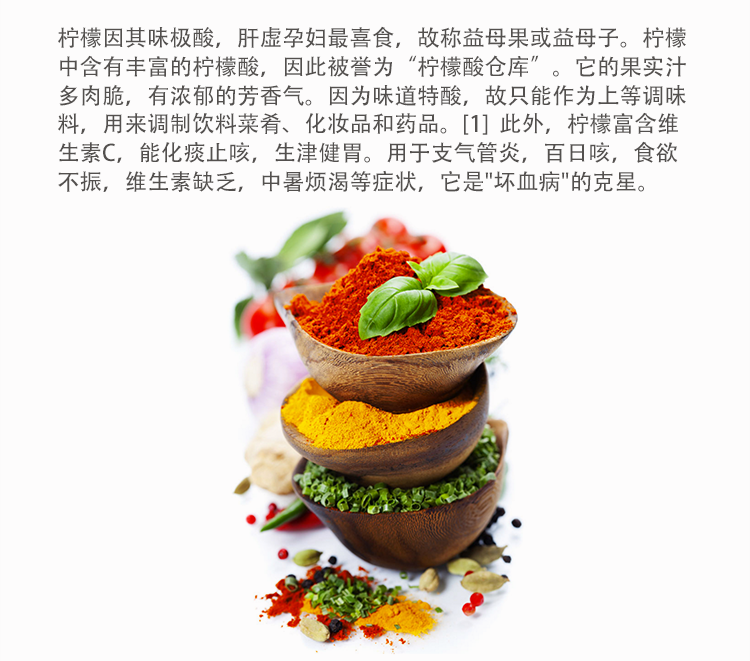 柠檬因其味极酸，肝虚孕妇最喜食，故称益母果或益母子。柠檬
中含有丰富的柠檬酸，因此被誉为“柠檬酸仓库”。它的果实汁
多肉脆，有浓郁的芳香气。因为味道特酸，故只能作为上等调味
料，用来调制饮料菜肴、化妆品和药品。[1] 此外，柠檬富含维
生素C，能化痰止咳，生津健胃。用于支气管炎，百日咳，食欲
不振，维生素缺乏，中暑烦渴等症状，它是"坏血病"的克星。